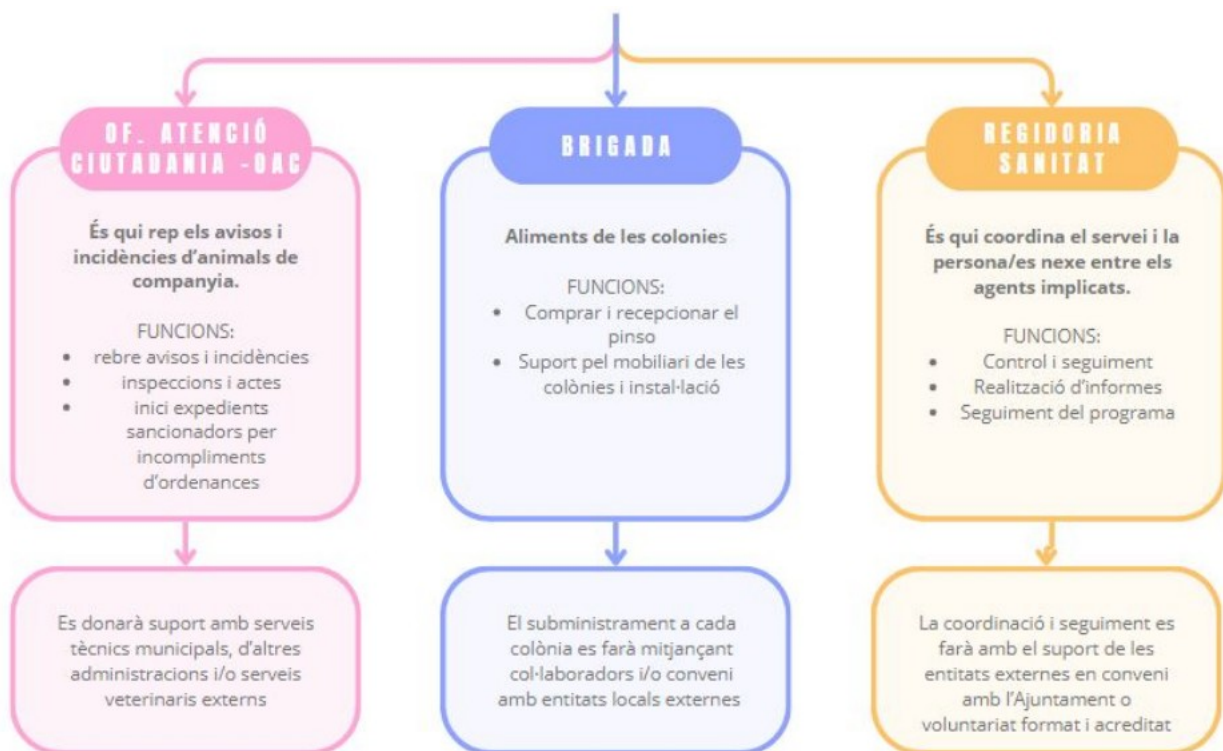 OF. ATENCIÓ
CIUTADANIA -OAC
És qui rep els avisos i
incidències d'animals de
companyia.
FUNCIONS:
• rebre avisos i incidències
• inspeccions i actes
• inici expedients
sancionadors per
incompliments
d'ordenances
Es donarà suport amb serveis
tècnics municipals, d'altres
administracions i/o serveis
veterinaris externs
BRIGADA
Aliments de les colonies
FUNCIONS:
• Comprar i recepcionar el
pinso
• Suport pel mobiliari de les
colònies i instal·lació
El subministrament a cada
colònia es farà mitjançant
col·laboradors i/o conveni
amb entitats locals externes
REGIDORIA
SANITAT
És qui coordina el servei i la
persona/es nexe entre els
agents implicats.
FUNCIONS:
• Control i seguiment
• Realització d'informes
• Seguiment del programa
La coordinació i seguiment es
farà amb el suport de les
entitats externes en conveni
amb l'Ajuntament o
voluntariat format i acreditat